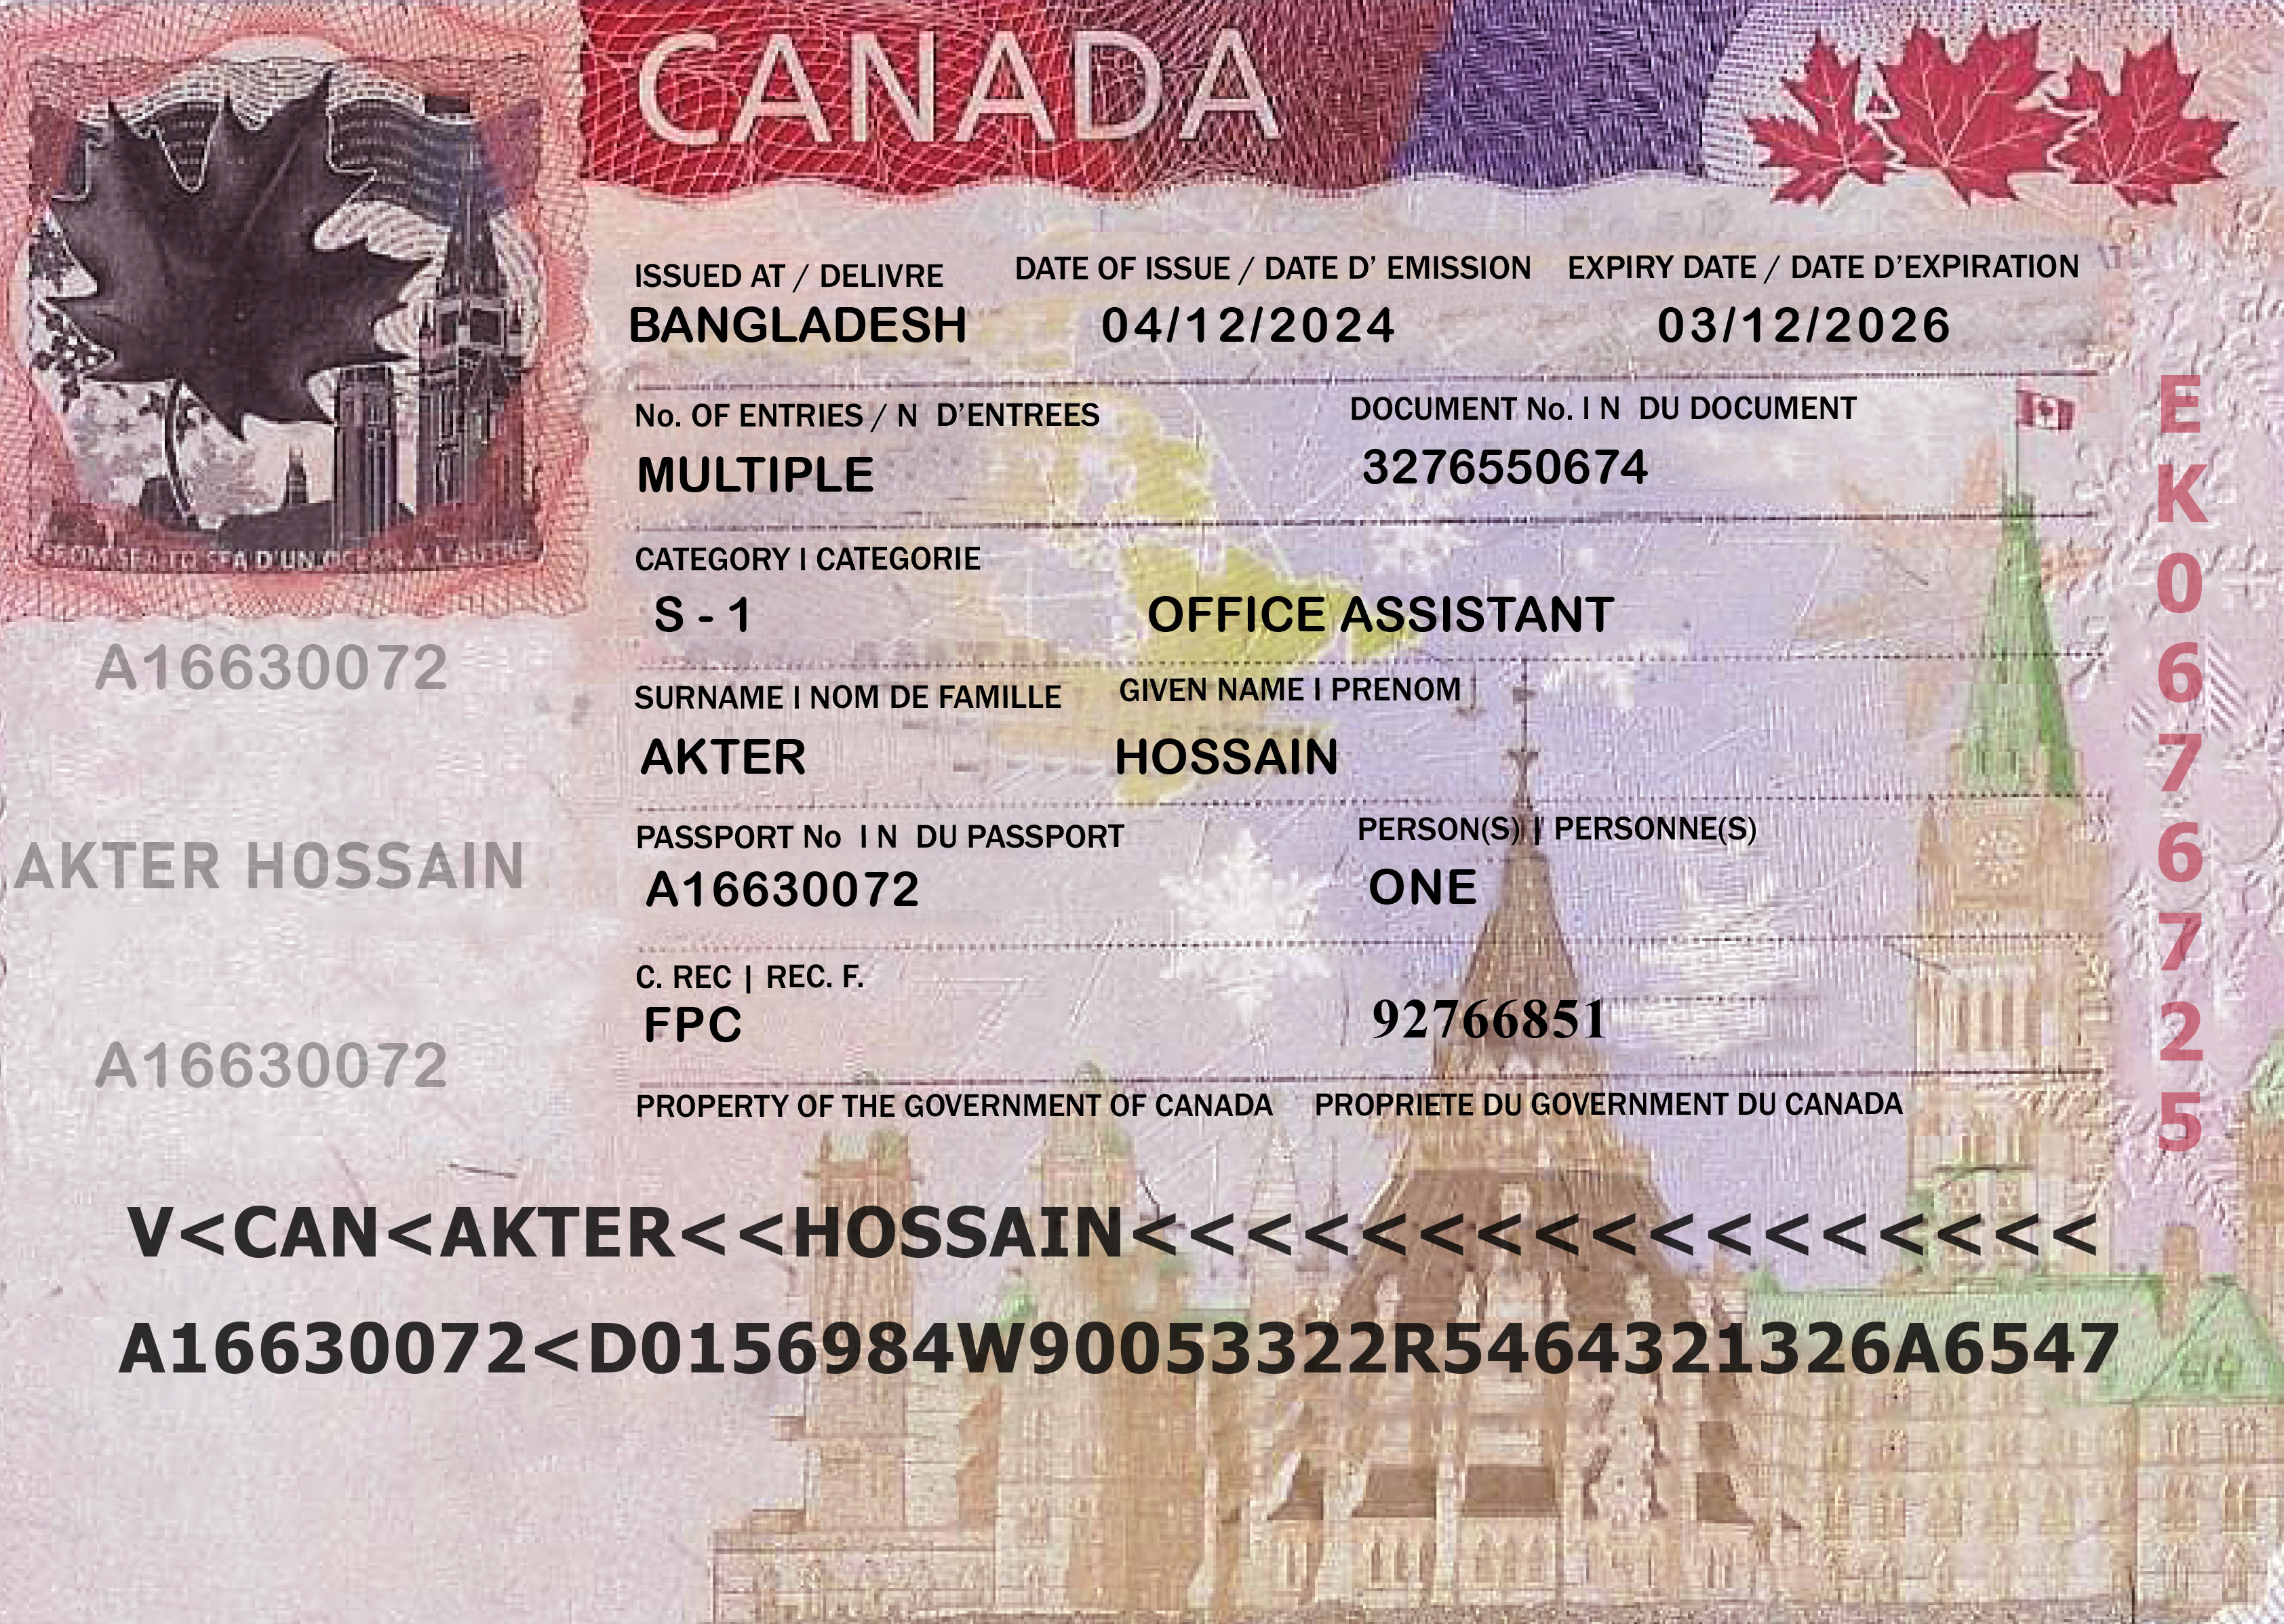 CANADA
ISSUED AT / DELIVRE DATE OF ISSUE / DATE D' EMISSION EXPIRY DATE / DATE D'EXPIRATION
BANGLADESH 04/12/2024 03/12/2026
No. OF ENTRIES / N D'ENTREES DOCUMENT No. I N DU DOCUMENT
MULTIPLE 3276550674
CATEGORY I CATEGORIE
S - 1 OFFICE ASSISTANT
SURNAME I NOM DE FAMILLE GIVEN NAME I PRENOM
AKTER HOSSAIN
PASSPORT No I N DU PASSPORT PERSON(S) | PERSONNE(S)
A16630072 ONE
C. REC | REC. F.
FPC 92766851
PROPERTY OF THE GOVERNMENT OF CANADA PROPRIETE DU GOVERNMENT DU CANADA
FROM SEA TO SEA D'UN OCEAN A L'AUTRE
A16630072
AKTER HOSSAIN
A16630072
EK06767625
V<CAN<AKTER<<HOSSAIN<<<<<<<<<<<<<<<<<
A16630072<D0156984W90053322R5464321326A6547